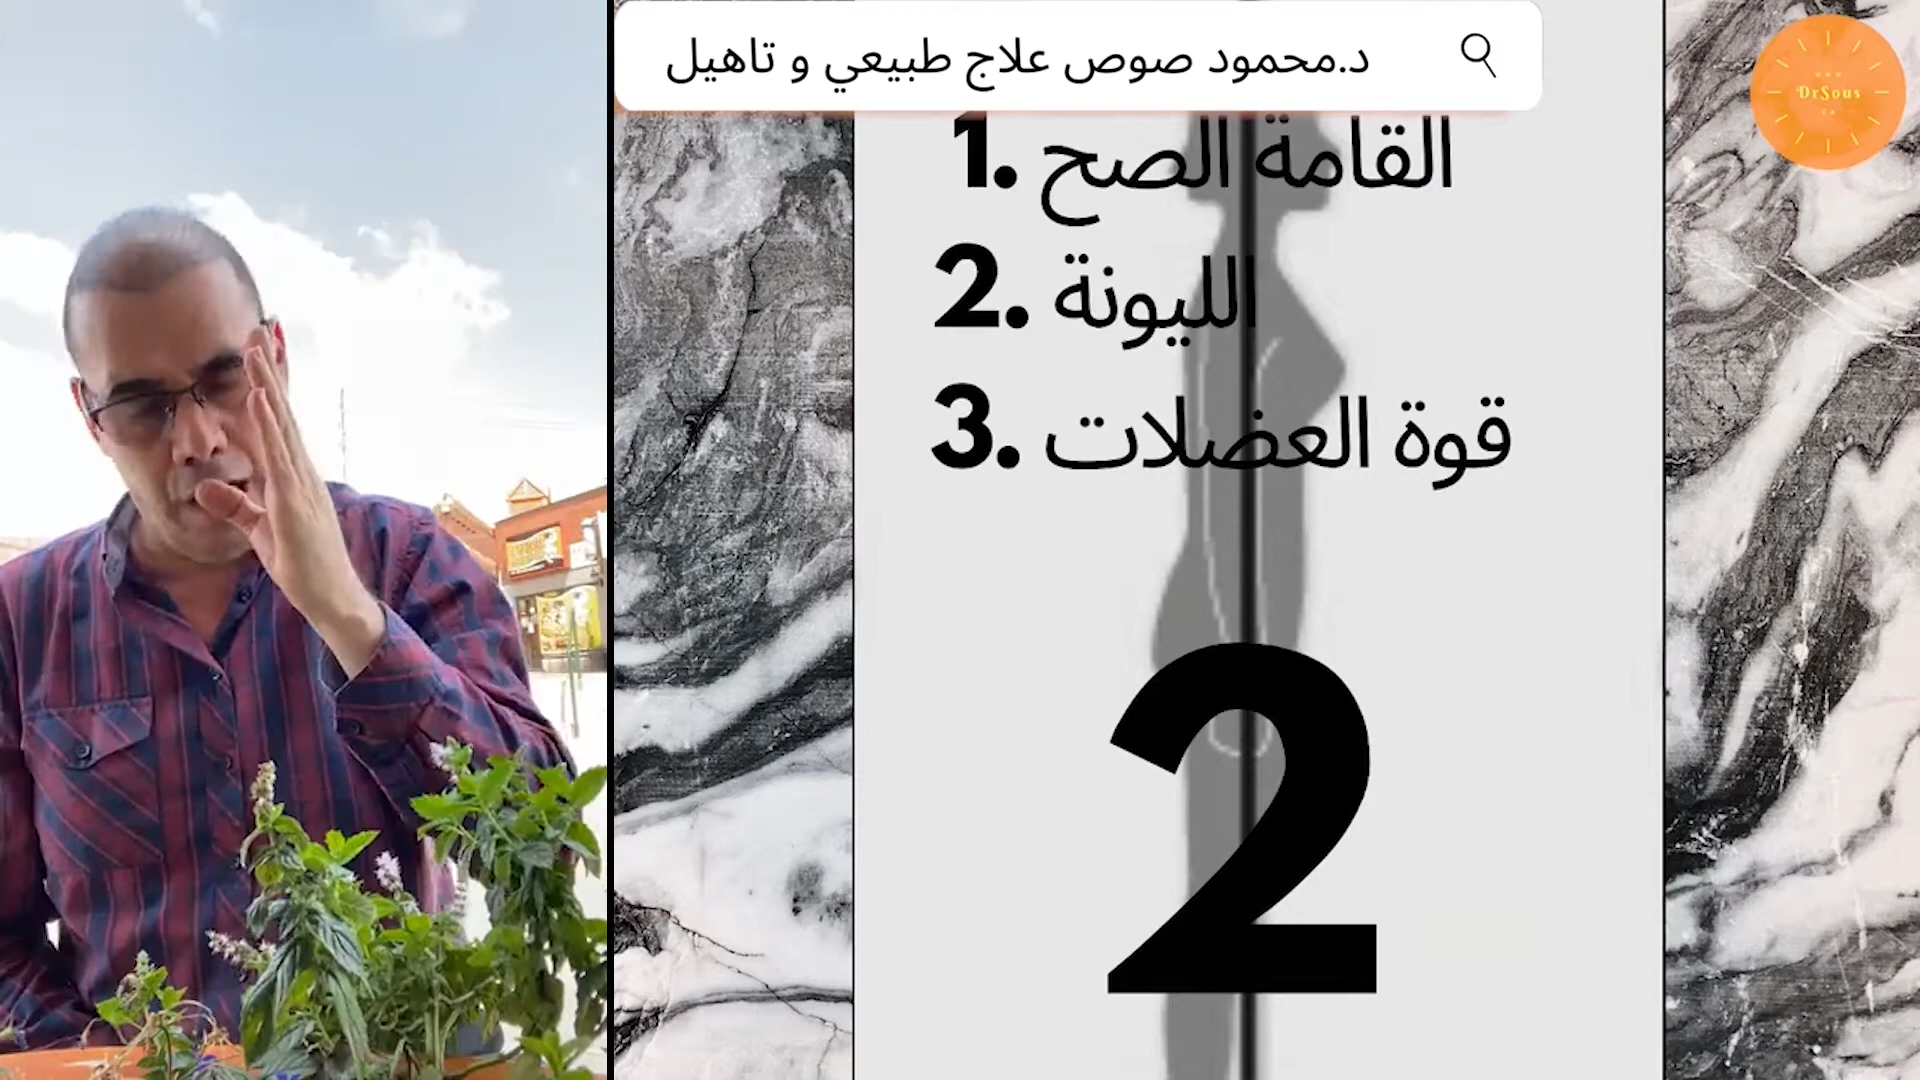 د.محمود صوص علاج طبيعي و تاهيل
DrSous
1. القامة الصح
2. الليونة
3. قوة العضلات
2